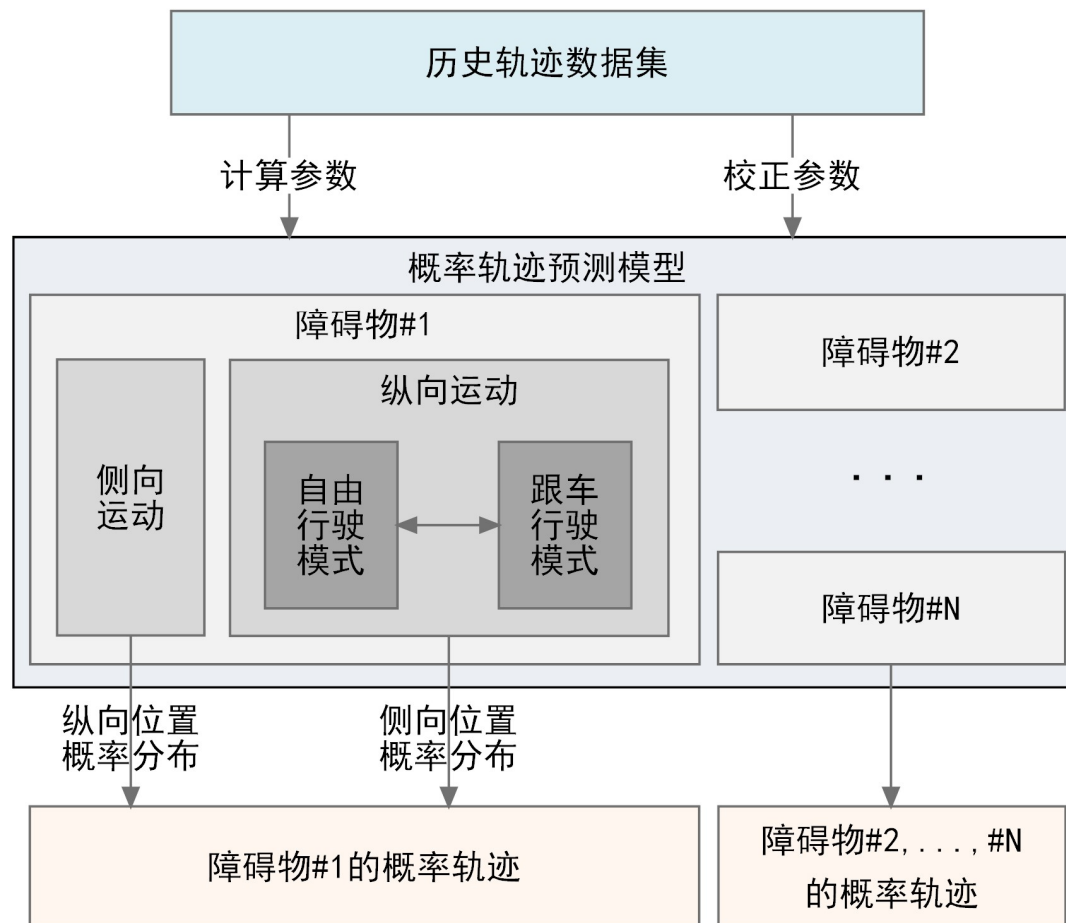 历史轨迹数据集
计算参数
校正参数
概率轨迹预测模型
障碍物#1
侧向
运动
纵向运动
自由
行驶
模式
跟车
行驶
模式
障碍物#2
...
障碍物#N
纵向位置
概率分布
侧向位置
概率分布
障碍物#1的概率轨迹
障碍物#2,...,#N
的概率轨迹